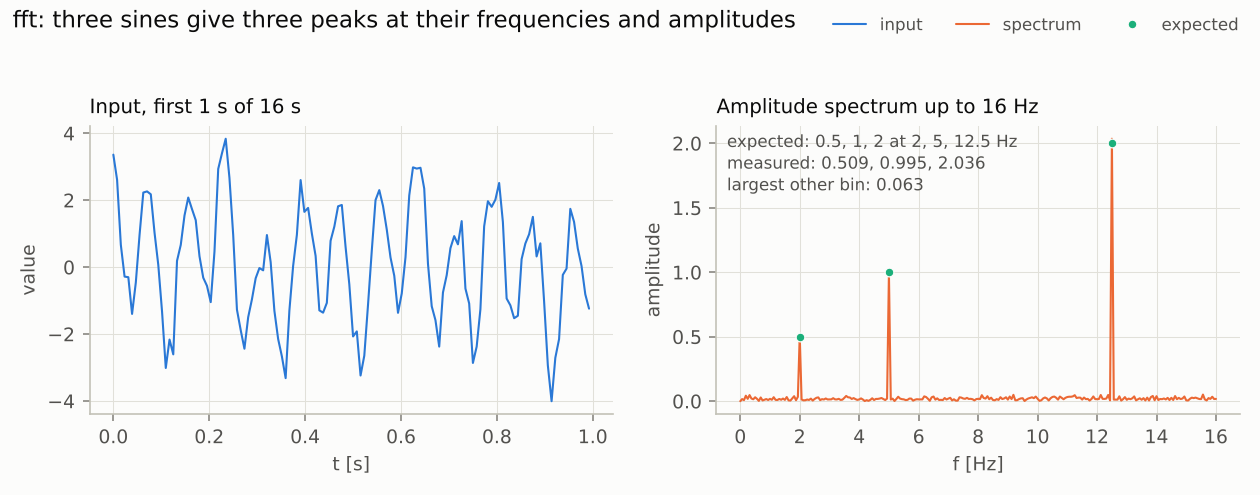 fft: three sines give three peaks at their frequencies and amplitudes
input
spectrum
expected
Input, first 1 s of 16 s
4
2
0
−2
−4
value
0.0
0.2
0.4
0.6
0.8
1.0
t [s]
Amplitude spectrum up to 16 Hz
expected: 0.5, 1, 2 at 2, 5, 12.5 Hz
measured: 0.509, 0.995, 2.036
largest other bin: 0.063
2.0
1.5
1.0
0.5
0.0
amplitude
0
2
4
6
8
10
12
14
16
f [Hz]